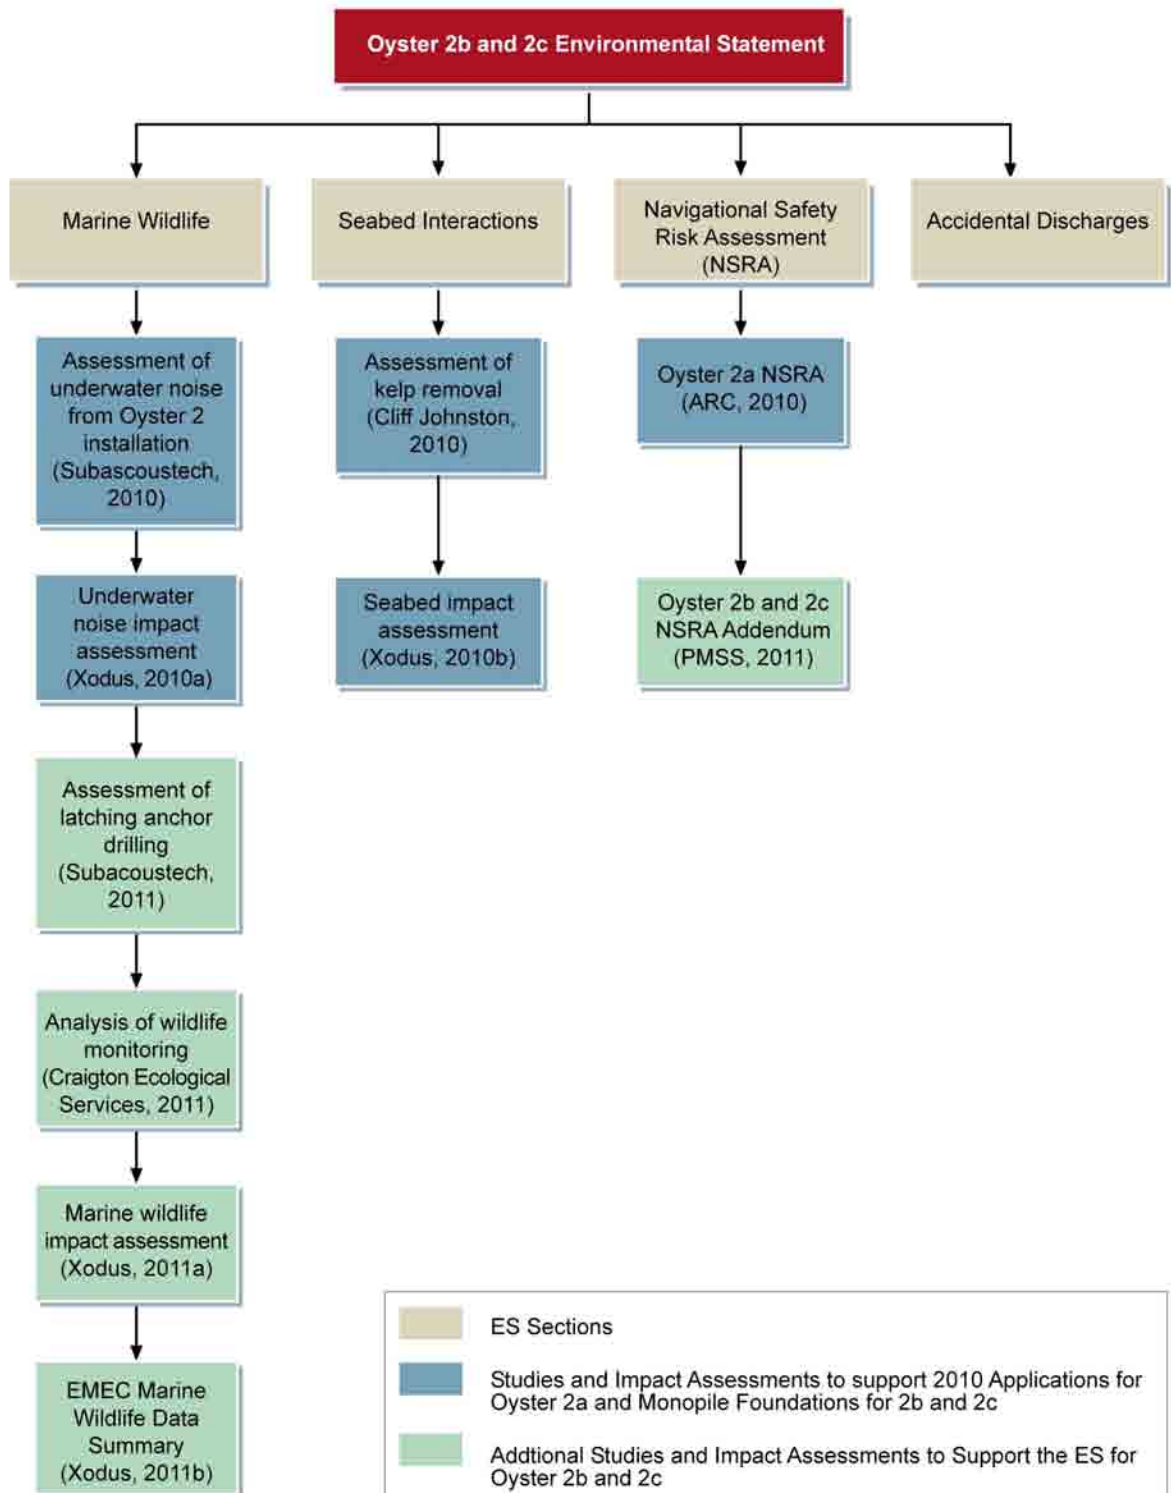 Oyster 2b and 2c Environmental Statement
Marine Wildlife
Seabed Interactions
Navigational Safety
Risk Assessment
(NSRA)
Accidental Discharges
Assessment of
underwater noise
from Oyster 2
installation
(Subascoustech,
2010)
Assessment of
kelp removal
(Cliff Johnston,
2010)
Oyster 2a NSRA
(ARC, 2010)
Underwater
noise impact
assessment
(Xodus, 2010a)
Seabed impact
assessment
(Xodus, 2010b)
Oyster 2b and 2c
NSRA Addendum
(PMSS, 2011)
Assessment of
latching anchor
drilling
(Subacoustech,
2011)
Analysis of wildlife
monitoring
(Craigton Ecological
Services, 2011)
Marine wildlife
impact assessment
(Xodus, 2011a)
EMEC Marine
Wildlife Data
Summary
(Xodus, 2011b)
ES Sections
Studies and Impact Assessments to support 2010 Applications for
Oyster 2a and Monopile Foundations for 2b and 2c
Addtional Studies and Impact Assessments to Support the ES for
Oyster 2b and 2c